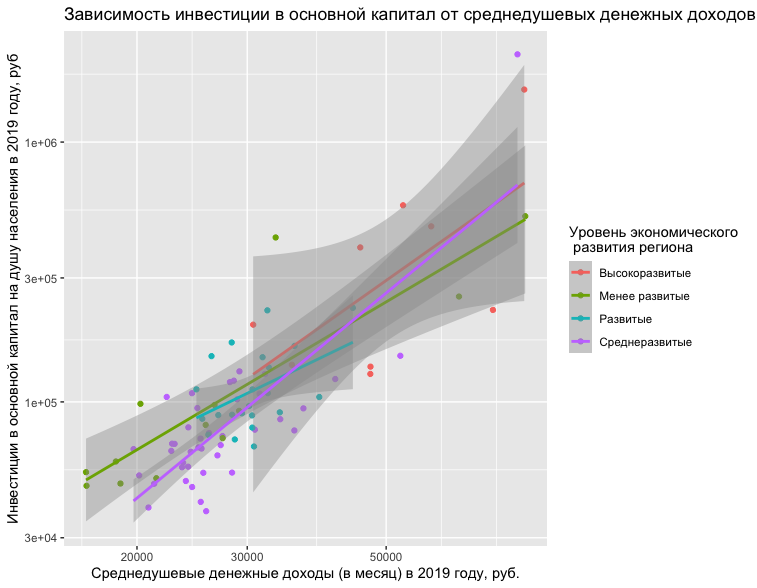 Зависимость инвестиции в основной капитал от среднедушевых денежных доходов
Инвестиции в основной капитал на душу населения в 2019 году, руб
1e+06
3e+05
1e+05
3e+04
20000
30000
50000
Среднедушевые денежные доходы (в месяц) в 2019 году, руб.
Уровень экономического
развития региона
Высокоразвитые
Менее развитые
Развитые
Среднеразвитые